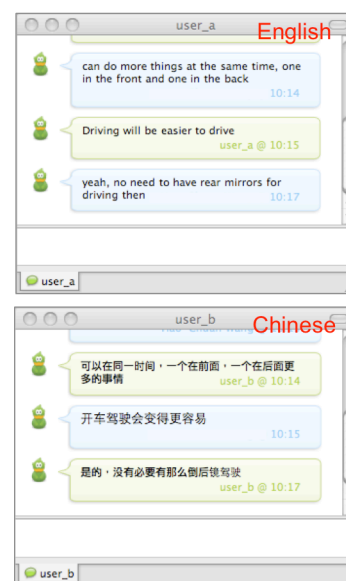 user_a
English
can do more things at the same time, one
in the front and one in the back
10:14
Driving will be easier to drive
user_a @ 10:15
yeah, no need to have rear mirrors for
driving then
10:17
user_a
user_b
Chinese
可以在同一时间，一个在前面，一个在后面更
多的事情
user_b @ 10:14
开车驾驶会变得更容易
10:15
是的，没有必要有那么倒后镜驾驶
user_b @ 10:17
user_b